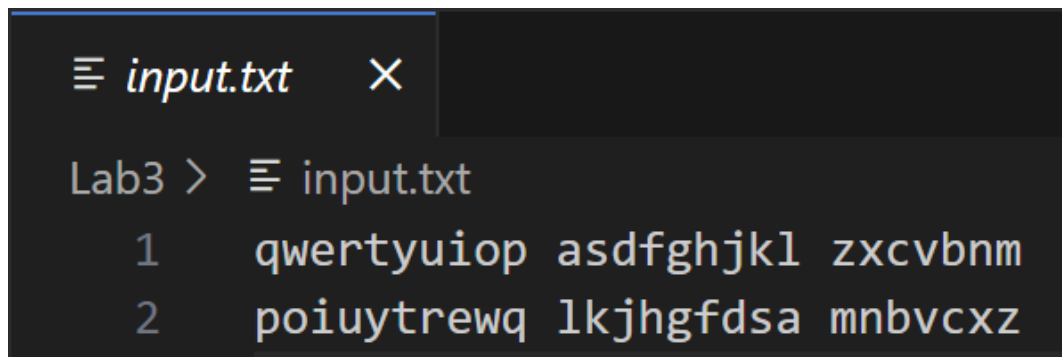 input.txt
Lab3 > input.txt
1 qwertyuiop asdfghjkl zxcvbnm
2 poiuytrewq lkjhgfdsa mnbvcxz